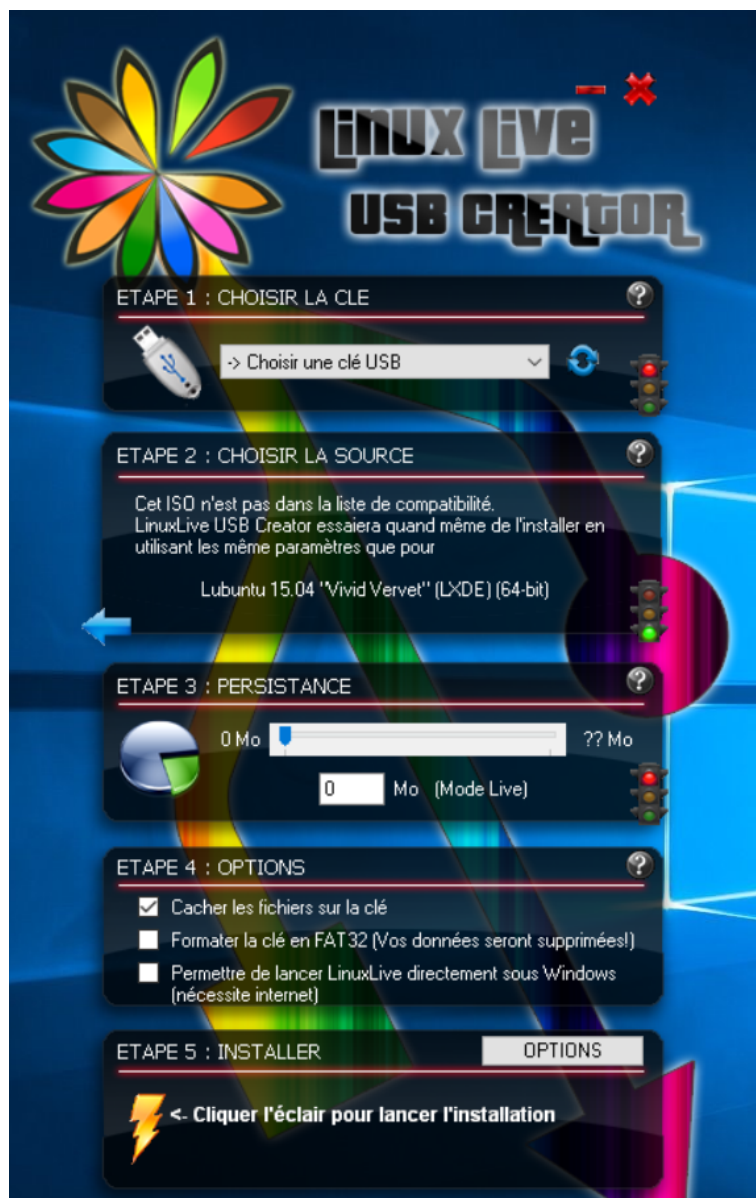 Linux Live
USB Creator
ETAPE 1 : CHOISIR LA CLE
-> Choisir une clé USB
ETAPE 2 : CHOISIR LA SOURCE
Cet ISO n'est pas dans la liste de compatibilité.
LinuxLive USB Creator essaiera quand même de l'installer en
utilisant les même paramètres que pour
Lubuntu 15.04 "Vivid Vervet" (LXDE) (64-bit)
ETAPE 3 : PERSISTANCE
0 Mo ?? Mo
0 Mo (Mode Live)
ETAPE 4 : OPTIONS
Cacher les fichiers sur la clé
Formater la clé en FAT32 (Vos données seront supprimées!)
Permettre de lancer LinuxLive directement sous Windows
(nécessite internet)
ETAPE 5 : INSTALLER OPTIONS
<- Cliquer l'éclair pour lancer l'installation